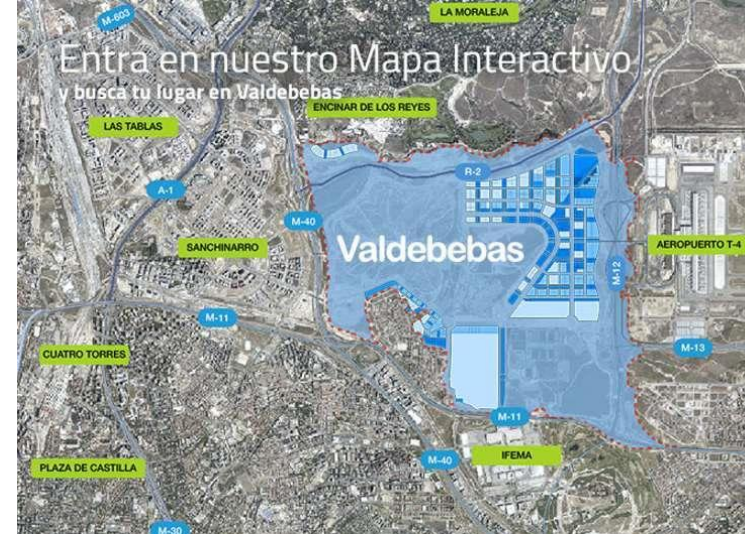 M-603
LA MORALEJA
Entra en nuestro Mapa Interactivo
y busca tu lugar en Valdebebas
ENCINAR DE LOS REYES
LAS TABLAS
R-2
A-1
M-40
SANCHINARRO
Valdebebas
AEROPUERTO T-4
M-12
M-11
M-13
CUATRO TORRES
M-11
IFEMA
M-40
PLAZA DE CASTILLA
M-30